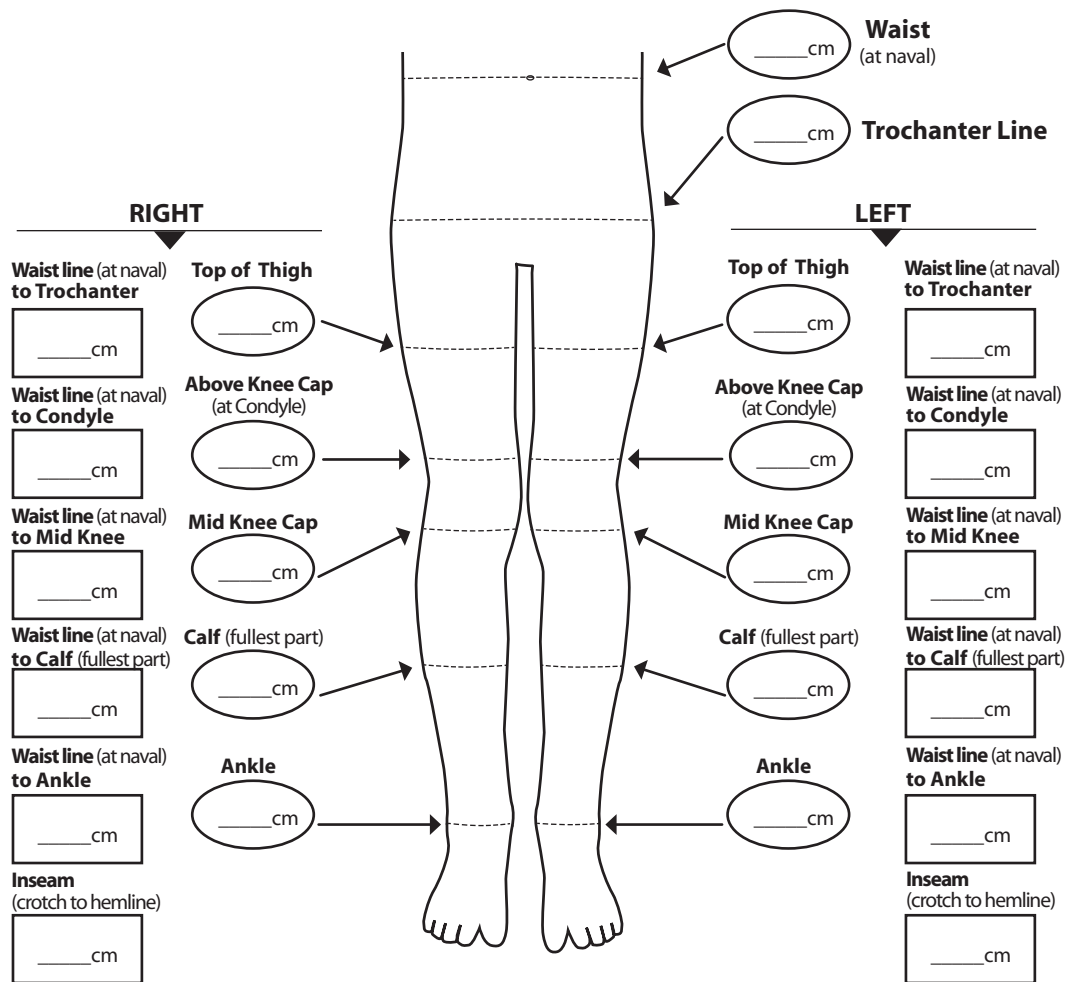 _____cm
Waist
(at naval)
_____cm
Trochanter Line
RIGHT
Waist line (at naval)
to Trochanter
_____cm
Top of Thigh
_____cm
Waist line (at naval)
to Condyle
_____cm
Above Knee Cap
(at Condyle)
_____cm
Waist line (at naval)
to Mid Knee
_____cm
Mid Knee Cap
_____cm
Waist line (at naval)
to Calf (fullest part)
_____cm
Calf (fullest part)
_____cm
Waist line (at naval)
to Ankle
_____cm
Ankle
_____cm
Inseam
(crotch to hemline)
_____cm
LEFT
Top of Thigh
_____cm
Waist line (at naval)
to Trochanter
_____cm
Above Knee Cap
(at Condyle)
_____cm
Waist line (at naval)
to Condyle
_____cm
Mid Knee Cap
_____cm
Waist line (at naval)
to Mid Knee
_____cm
Calf (fullest part)
_____cm
Waist line (at naval)
to Calf (fullest part)
_____cm
Ankle
_____cm
Waist line (at naval)
to Ankle
_____cm
Inseam
(crotch to hemline)
_____cm